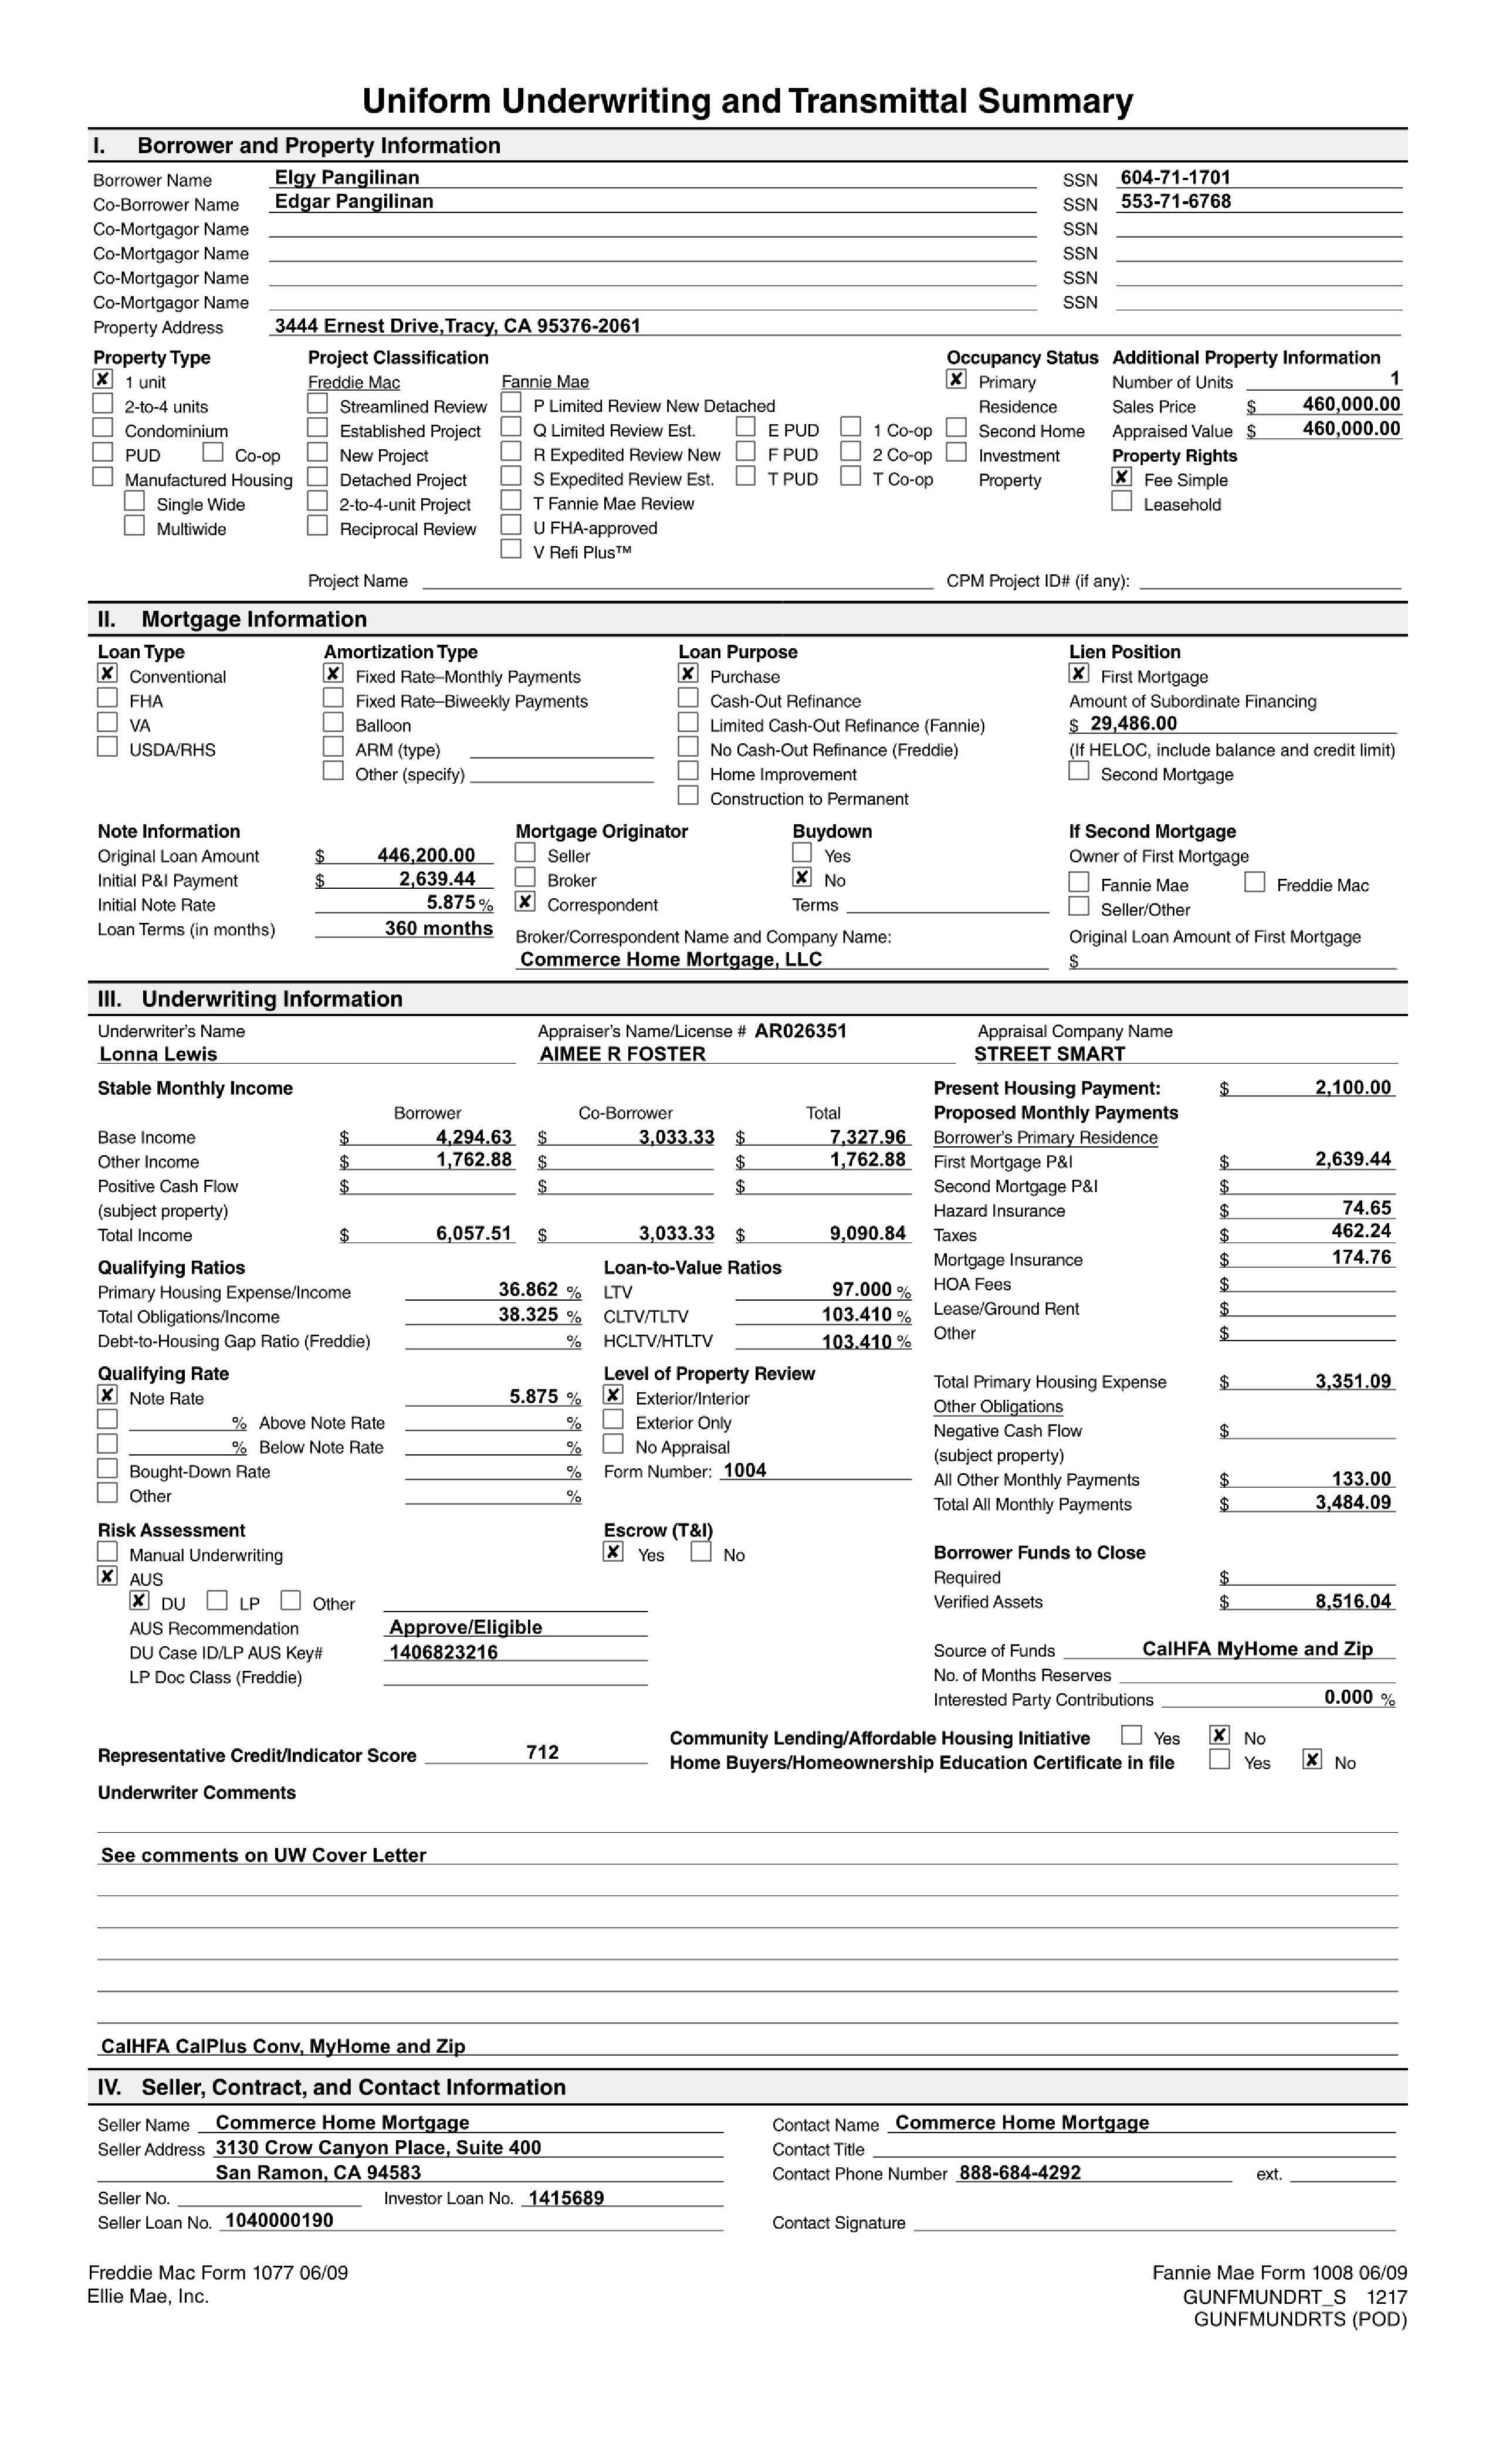 Uniform Underwriting and Transmittal Summary
I. Borrower and Property Information
Borrower Name Elgy Pangilinan SSN 604-71-1701
Co-Borrower Name Edgar Pangilinan SSN 553-71-6768
Co-Mortgagor Name SSN
Co-Mortgagor Name SSN
Co-Mortgagor Name SSN
Co-Mortgagor Name SSN
Property Address 3444 Ernest Drive,Tracy, CA 95376-2061
Property Type Project Classification Occupancy Status Additional Property Information
✘ 1 unit Freddie Mac Fannie Mae ✘ Primary Number of Units 1
2-to-4 units Streamlined Review P Limited Review New Detached Residence Sales Price $ 460,000.00
Condominium Established Project Q Limited Review Est. E PUD 1 Co-op Second Home Appraised Value $ 460,000.00
PUD Co-op New Project R Expedited Review New F PUD 2 Co-op Investment Property Rights
Manufactured Housing Detached Project S Expedited Review Est. T PUD T Co-op Property ✘ Fee Simple
Single Wide 2-to-4-unit Project T Fannie Mae Review Leasehold
Multiwide Reciprocal Review U FHA-approved
V Refi Plus™
Project Name CPM Project ID# (if any):
II. Mortgage Information
Loan Type Amortization Type Loan Purpose Lien Position
✘ Conventional ✘ Fixed Rate–Monthly Payments ✘ Purchase ✘ First Mortgage
FHA Fixed Rate–Biweekly Payments Cash-Out Refinance Amount of Subordinate Financing
VA Balloon Limited Cash-Out Refinance (Fannie) $ 29,486.00
USDA/RHS ARM (type) No Cash-Out Refinance (Freddie) (If HELOC, include balance and credit limit)
Other (specify) Home Improvement Second Mortgage
Construction to Permanent
Note Information Mortgage Originator Buydown If Second Mortgage
Original Loan Amount $ 446,200.00 Seller Yes Owner of First Mortgage
Initial P&I Payment $ 2,639.44 Broker ✘ No Fannie Mae Freddie Mac
Initial Note Rate 5.875 % ✘ Correspondent Terms Seller/Other
Loan Terms (in months) 360 months Broker/Correspondent Name and Company Name: Original Loan Amount of First Mortgage
Commerce Home Mortgage, LLC $
III. Underwriting Information
Underwriter's Name Appraiser's Name/License # AR026351 Appraisal Company Name
Lonna Lewis AIMEE R FOSTER STREET SMART
Stable Monthly Income Present Housing Payment: $ 2,100.00
Borrower Co-Borrower Total Proposed Monthly Payments
Base Income $ 4,294.63 $ 3,033.33 $ 7,327.96 Borrower's Primary Residence
Other Income $ 1,762.88 $ $ 1,762.88 First Mortgage P&I $ 2,639.44
Positive Cash Flow $ $ $ Second Mortgage P&I $
(subject property) Hazard Insurance $ 74.65
Total Income $ 6,057.51 $ 3,033.33 $ 9,090.84 Taxes $ 462.24
Qualifying Ratios Loan-to-Value Ratios Mortgage Insurance $ 174.76
Primary Housing Expense/Income 36.862 % LTV 97.000 % HOA Fees $
Total Obligations/Income 38.325 % CLTV/TLTV 103.410 % Lease/Ground Rent $
Debt-to-Housing Gap Ratio (Freddie) % HCLTV/HTLTV 103.410 % Other $
Qualifying Rate Level of Property Review Total Primary Housing Expense $ 3,351.09
✘ Note Rate 5.875 % ✘ Exterior/Interior Other Obligations
% Above Note Rate % Exterior Only Negative Cash Flow $
% Below Note Rate % No Appraisal (subject property)
Bought-Down Rate % Form Number: 1004 All Other Monthly Payments $ 133.00
Other % Total All Monthly Payments $ 3,484.09
Risk Assessment Escrow (T&I)
Manual Underwriting ✘ Yes No Borrower Funds to Close
✘ AUS Required $
✘ DU LP Other Verified Assets $ 8,516.04
AUS Recommendation Approve/Eligible
DU Case ID/LP AUS Key# 1406823216 Source of Funds CalHFA MyHome and Zip
LP Doc Class (Freddie) No. of Months Reserves
Interested Party Contributions 0.000 %
Community Lending/Affordable Housing Initiative Yes ✘ No
Representative Credit/Indicator Score 712 Home Buyers/Homeownership Education Certificate in file Yes ✘ No
Underwriter Comments
See comments on UW Cover Letter
CalHFA CalPlus Conv, MyHome and Zip
IV. Seller, Contract, and Contact Information
Seller Name Commerce Home Mortgage Contact Name Commerce Home Mortgage
Seller Address 3130 Crow Canyon Place, Suite 400 Contact Title
San Ramon, CA 94583 Contact Phone Number 888-684-4292 ext.
Seller No. Investor Loan No. 1415689
Seller Loan No. 1040000190 Contact Signature
Freddie Mac Form 1077 06/09 Fannie Mae Form 1008 06/09
Ellie Mae, Inc. GUNFMUNDRT_S 1217
GUNFMUNDRTS (POD)